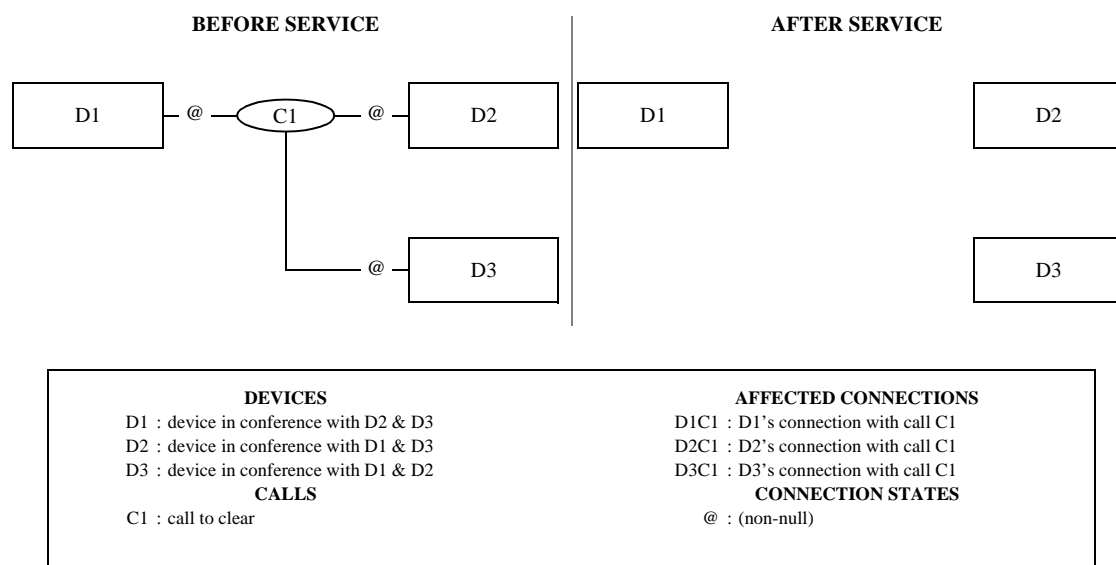 BEFORE SERVICE
AFTER SERVICE
D1 @ C1 @ D2
D1 D2
@ D3
D3
DEVICES
D1 : device in conference with D2 & D3
D2 : device in conference with D1 & D3
D3 : device in conference with D1 & D2
CALLS
C1 : call to clear
AFFECTED CONNECTIONS
D1C1 : D1’s connection with call C1
D2C1 : D2’s connection with call C1
D3C1 : D3’s connection with call C1
CONNECTION STATES
@ : (non-null)